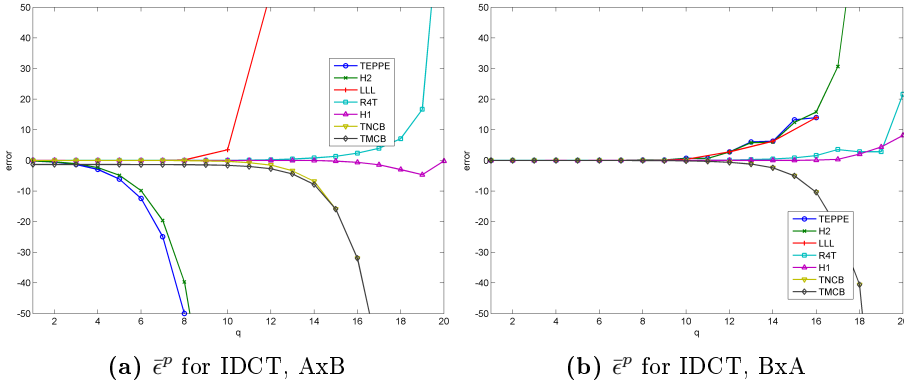 50
40
30
20
10
0
-10
-20
-30
-40
-50
error
2 4 6 8 10 12 14 16 18 20
q
TEPPE
H2
LLL
R4T
H1
TNCB
TMCB
(a) ϵ̄^p for IDCT, AxB
50
40
30
20
10
0
-10
-20
-30
-40
-50
error
2 4 6 8 10 12 14 16 18 20
q
TEPPE
H2
LLL
R4T
H1
TNCB
TMCB
(b) ϵ̄^p for IDCT, BxA